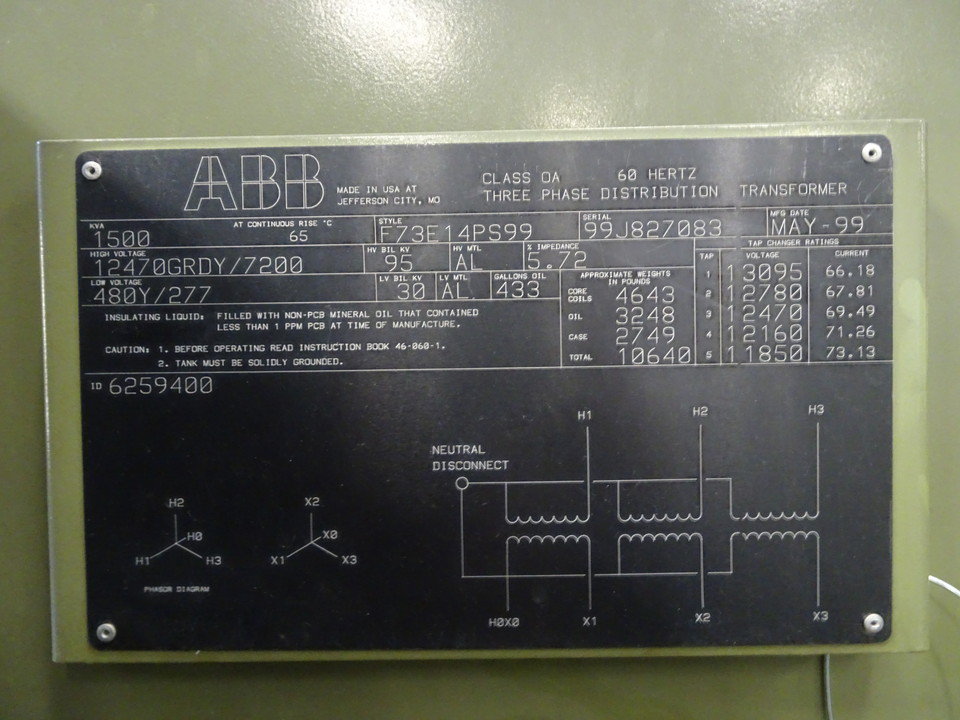 ABB
MADE IN USA AT
JEFFERSON CITY, MO
CLASS OA 60 HERTZ
THREE PHASE DISTRIBUTION TRANSFORMER
KVA
1500
AT CONTINUOUS RISE °C
65
STYLE
F73E14PS99
SERIAL
99J827083
MFG DATE
MAY-99
HIGH VOLTAGE
12470GRDY/7200
HV BIL KV
95
HV MTL
AL
% IMPEDANCE
5.72
LOW VOLTAGE
480Y/277
LV BIL KV
30
LV MTL
AL
GALLONS OIL
433
APPROXIMATE WEIGHTS
IN POUNDS
CORE
COILS 4643
OIL 3248
CASE 2749
TOTAL 10640
TAP CHANGER RATINGS
TAP VOLTAGE CURRENT
1 13095 66.18
2 12780 67.81
3 12470 69.49
4 12160 71.26
5 11850 73.13
INSULATING LIQUID: FILLED WITH NON-PCB MINERAL OIL THAT CONTAINED
LESS THAN 1 PPM PCB AT TIME OF MANUFACTURE.
CAUTION: 1. BEFORE OPERATING READ INSTRUCTION BOOK 46-060-1.
2. TANK MUST BE SOLIDLY GROUNDED.
ID 6259400
H1 H2 H3
NEUTRAL
DISCONNECT
H2
H0
H1 H3
PHASOR DIAGRAM
X2
X0
X1 X3
H0X0 X1 X2 X3